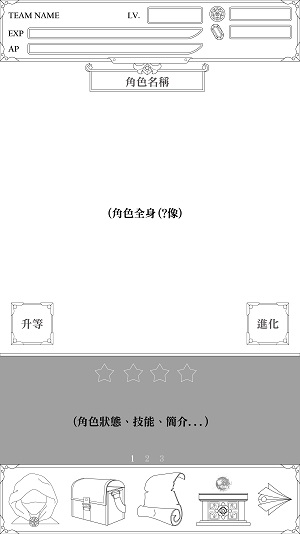 TEAM NAME LV.
EXP
AP
角色名稱
(角色全身(?像)
升等 進化
(角色狀態、技能、簡介...)
1 2 3